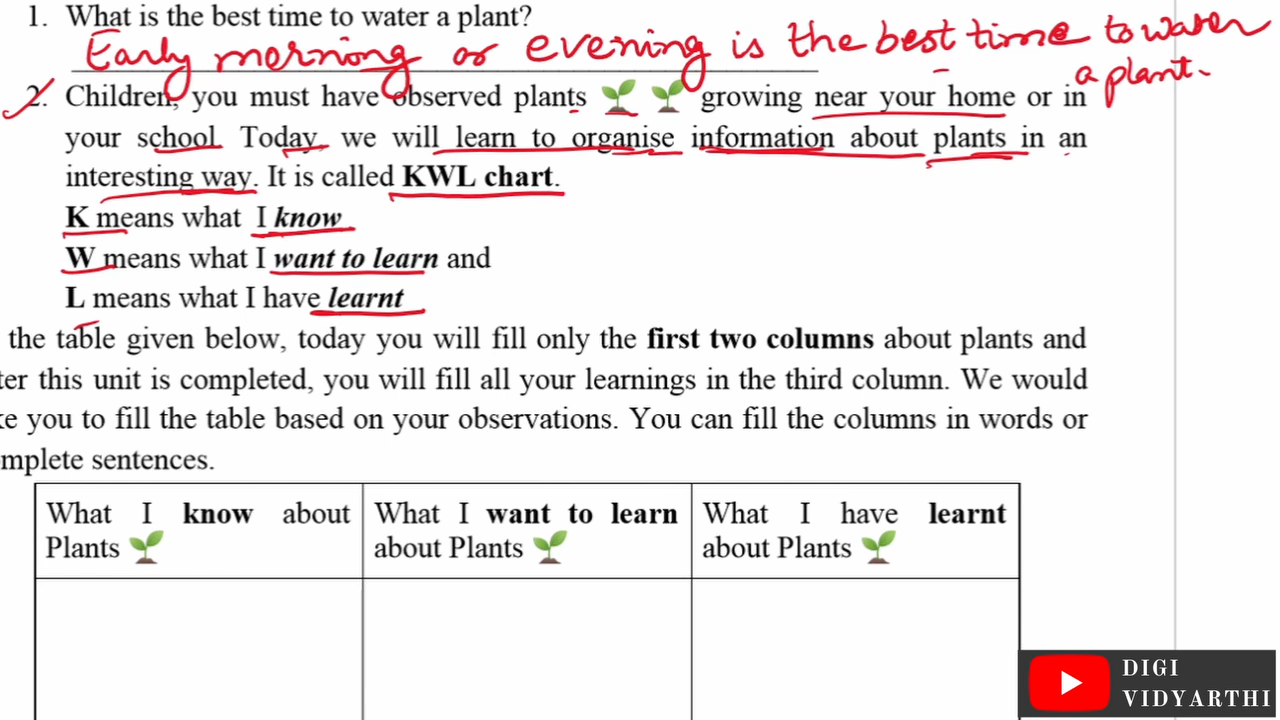 1. What is the best time to water a plant?
Early morning or evening is the best time to water
a plant.
2. Children, you must have observed plants 🌱 🌱 growing near your home or in
your school. Today, we will learn to organise information about plants in an
interesting way. It is called KWL chart.
K means what I know
W means what I want to learn and
L means what I have learnt
the table given below, today you will fill only the first two columns about plants and
ter this unit is completed, you will fill all your learnings in the third column. We would
ke you to fill the table based on your observations. You can fill the columns in words or
mplete sentences.
What I know about
Plants 🌱
What I want to learn
about Plants 🌱
What I have learnt
about Plants 🌱
DIGI
VIDYARTHI